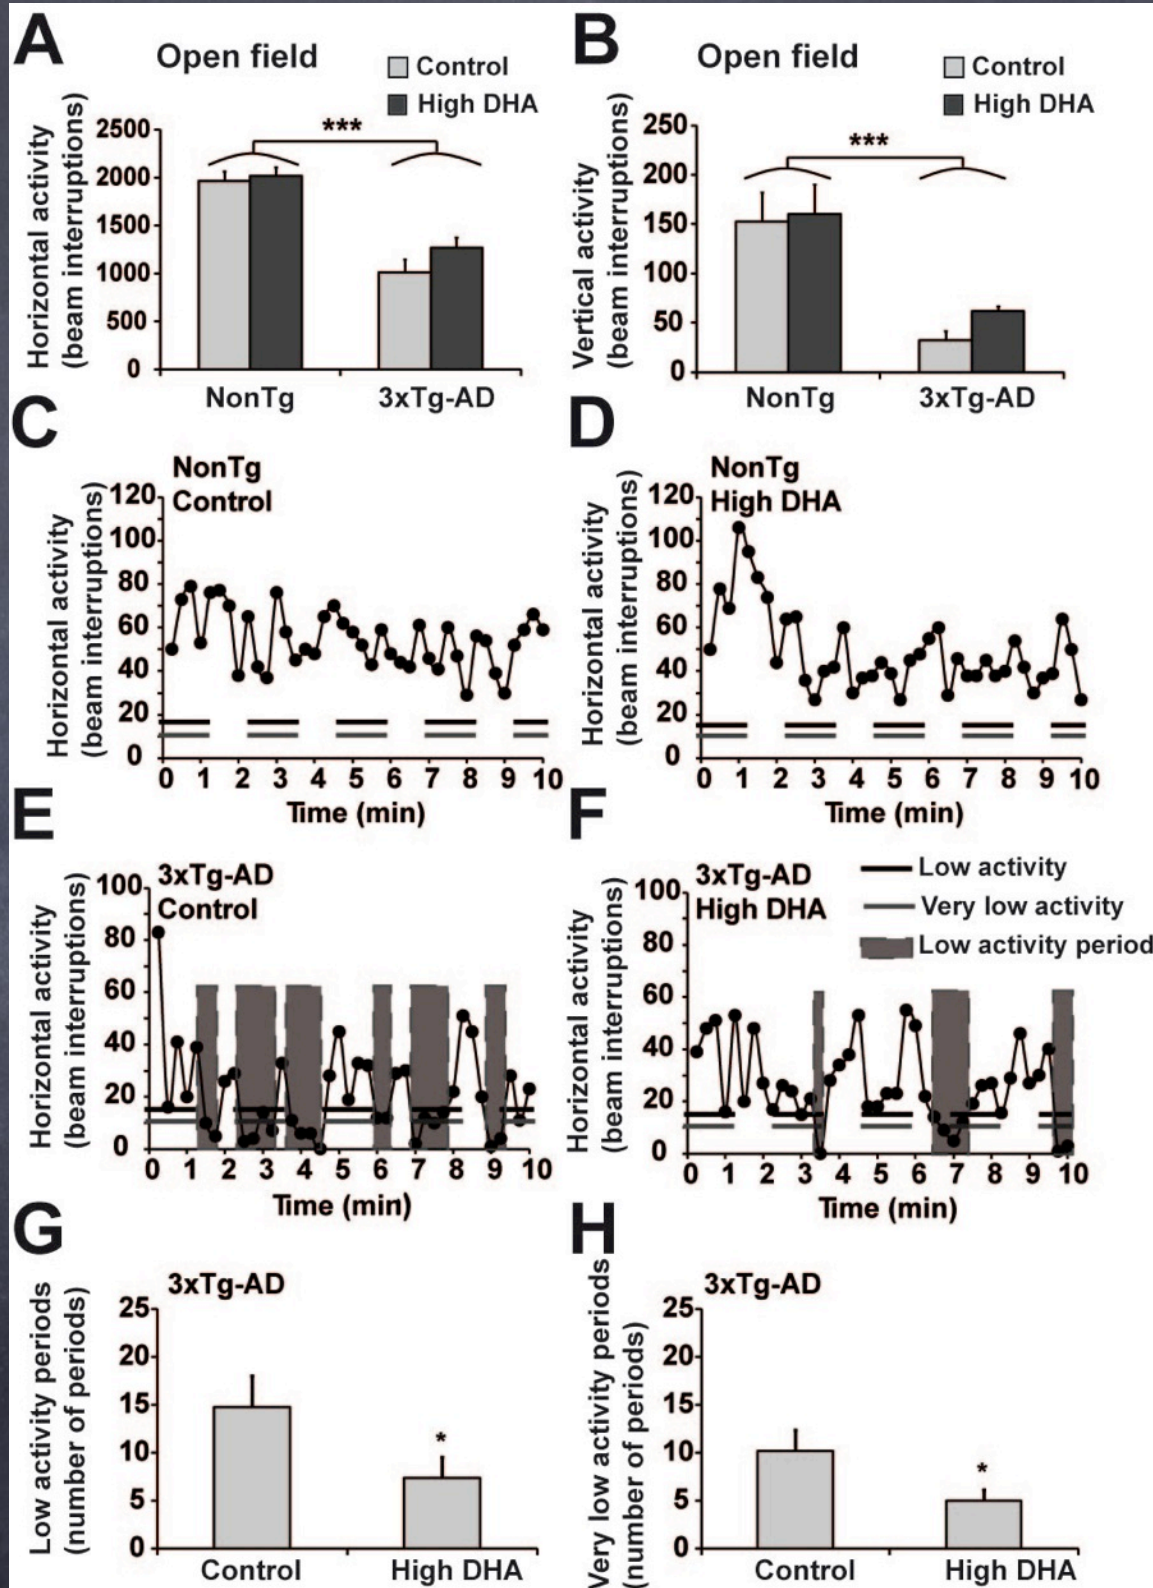 A
Open field
Control
High DHA
Horizontal activity
(beam interruptions)
2500
2000
1500
1000
500
0
***
NonTg
3xTg-AD
B
Open field
Control
High DHA
Vertical activity
(beam interruptions)
250
200
150
100
50
0
***
NonTg
3xTg-AD
C
NonTg
Control
Horizontal activity
(beam interruptions)
120
100
80
60
40
20
0
0 1 2 3 4 5 6 7 8 9 10
Time (min)
D
NonTg
High DHA
Horizontal activity
(beam interruptions)
120
100
80
60
40
20
0
0 1 2 3 4 5 6 7 8 9 10
Time (min)
E
3xTg-AD
Control
Horizontal activity
(beam interruptions)
100
80
60
40
20
0
0 1 2 3 4 5 6 7 8 9 10
Time (min)
F
3xTg-AD
High DHA
Low activity
Very low activity
Low activity period
Horizontal activity
(beam interruptions)
100
80
60
40
20
0
0 1 2 3 4 5 6 7 8 9 10
Time (min)
G
3xTg-AD
Low activity periods
(number of periods)
25
20
15
10
5
0
*
Control
High DHA
H
3xTg-AD
Very low activity periods
(number of periods)
25
20
15
10
5
0
*
Control
High DHA